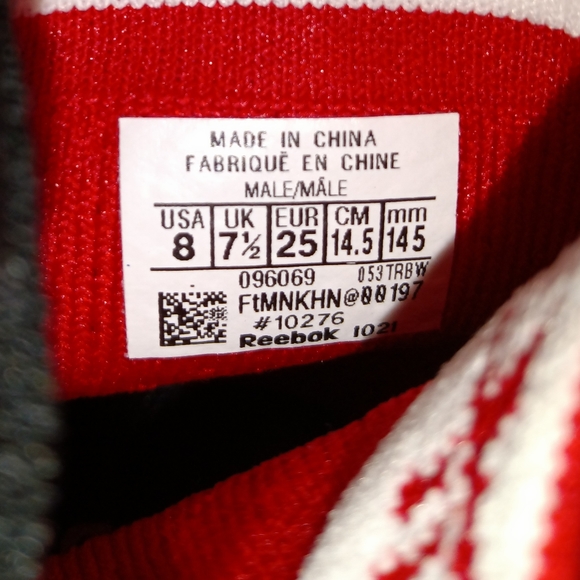 MADE IN CHINA
FABRIQUÉ EN CHINE
MALE/MÂLE
USA UK EUR CM mm
8 7½ 25 14.5 145
096069 053TRBW
FtMNKHN@00197
#10276
Reebok 1021